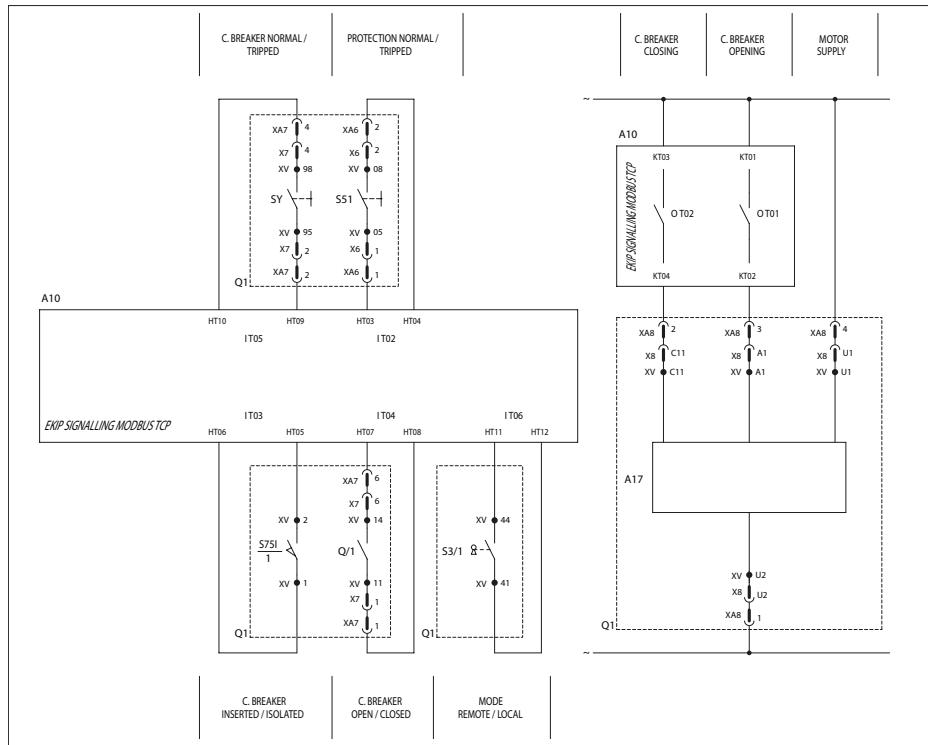 C. BREAKER NORMAL /
TRIPPED
PROTECTION NORMAL /
TRIPPED
C. BREAKER
CLOSING
C. BREAKER
OPENING
MOTOR
SUPPLY
~
XA7 4
X7 4
XV 98
SY
XV 95
X7 2
XA7 2
Q1
XA6 2
X6 2
XV 08
S51
XV 05
X6 1
XA6 1
A10
HT10 HT09 HT03 HT04
IT05 IT02
IT03 IT04 IT06
EKIP SIGNALLING MODBUS TCP
HT06 HT05 HT07 HT08 HT11 HT12
XA7 6
X7 6
XV 2
XV 14
XV 44
S75I
1
Q/1
S3/1
XV 1
XV 11
XV 41
X7 1
XA7 1
Q1
Q1
A10
EKIP SIGNALLING MODBUS TCP
KT03 KT01
O T02 O T01
KT04 KT02
XA8 2
X8 C11
XV C11
XA8 3
X8 A1
XV A1
XA8 4
X8 U1
XV U1
A17
XV U2
X8 U2
XA8 1
Q1
~
C. BREAKER
INSERTED / ISOLATED
C. BREAKER
OPEN / CLOSED
MODE
REMOTE / LOCAL